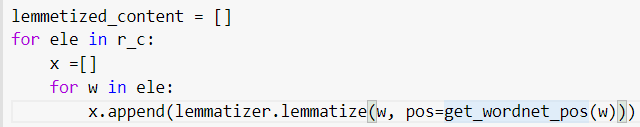 lemmetized_content = []
for ele in r_c:
    x =[]
    for w in ele:
        x.append(lemmatizer.lemmatize(w, pos=get_wordnet_pos(w)))